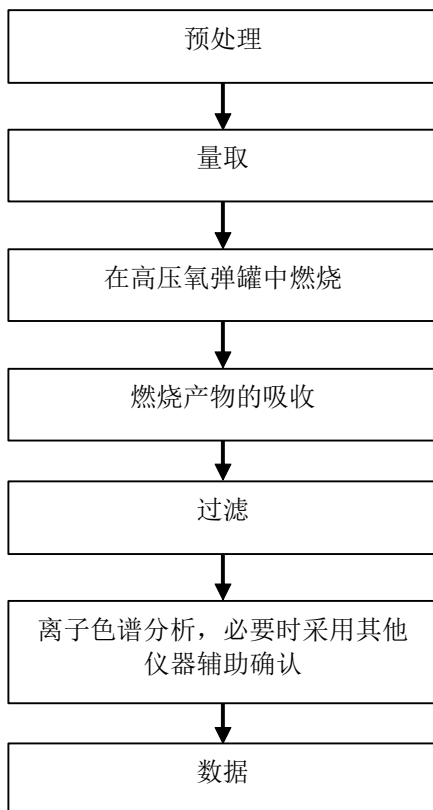 预处理
量取
在高压氧弹罐中燃烧
燃烧产物的吸收
过滤
离子色谱分析，必要时采用其他
仪器辅助确认
数据